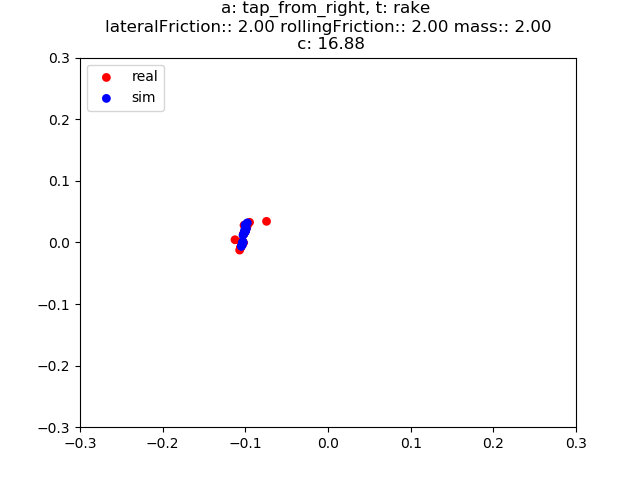 a: tap_from_right, t: rake
lateralFriction:: 2.00 rollingFriction:: 2.00 mass:: 2.00
c: 16.88
real
sim
0.3
0.2
0.1
0.0
−0.1
−0.2
−0.3
−0.3 −0.2 −0.1 0.0 0.1 0.2 0.3